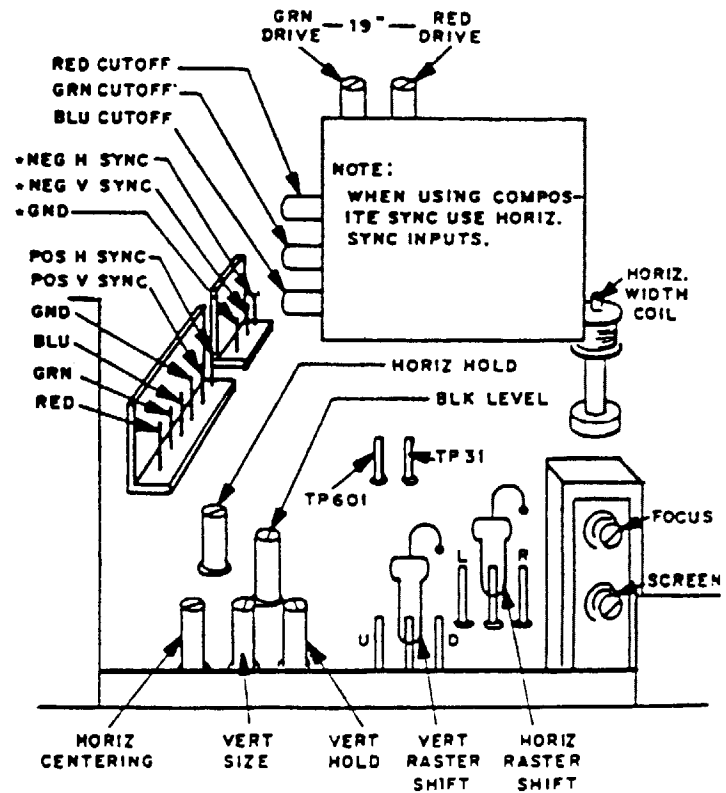 GRN DRIVE
19"
RED DRIVE
RED CUTOFF
GRN CUTOFF
BLU CUTOFF
*NEG H SYNC
*NEG V SYNC
*GND
POS H SYNC
POS V SYNC
GND
BLU
GRN
RED
NOTE:
WHEN USING COMPOS-
ITE SYNC USE HORIZ.
SYNC INPUTS.
HORIZ.
WIDTH
COIL
HORIZ HOLD
BLK LEVEL
TP31
TP601
FOCUS
SCREEN
L
R
U
D
HORIZ
CENTERING
VERT
SIZE
VERT
HOLD
VERT
RASTER
SHIFT
HORIZ
RASTER
SHIFT